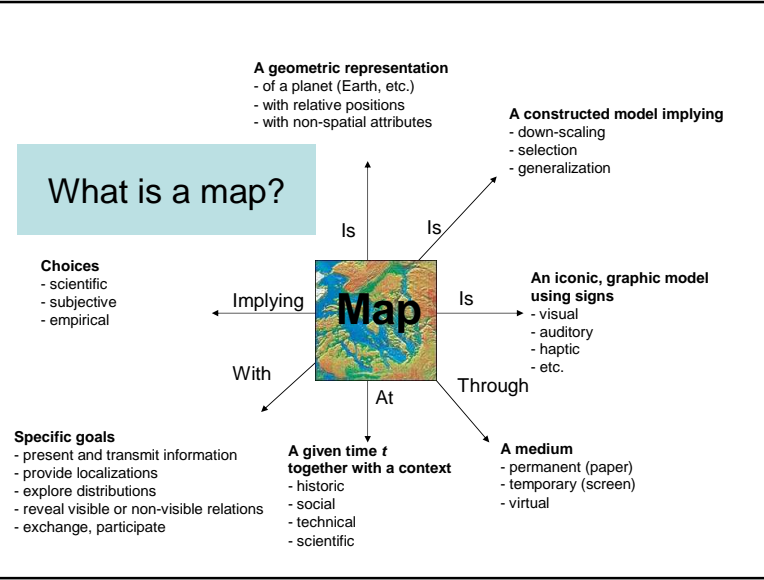 What is a map?
A geometric representation
- of a planet (Earth, etc.)
- with relative positions
- with non-spatial attributes
A constructed model implying
- down-scaling
- selection
- generalization
Is
Is
Choices
- scientific
- subjective
- empirical
Implying
Map
Is
An iconic, graphic model
using signs
- visual
- auditory
- haptic
- etc.
With
At
Through
Specific goals
- present and transmit information
- provide localizations
- explore distributions
- reveal visible or non-visible relations
- exchange, participate
A given time t
together with a context
- historic
- social
- technical
- scientific
A medium
- permanent (paper)
- temporary (screen)
- virtual